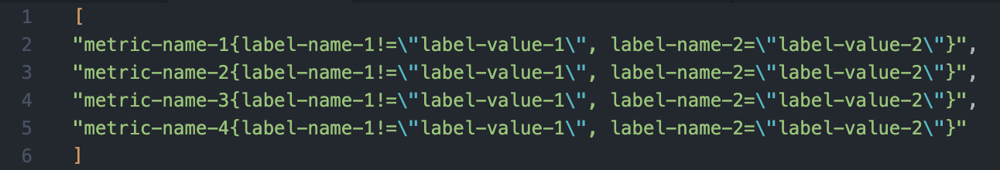 1 [
2 "metric-name-1{label-name-1!=\"label-value-1\", label-name-2=\"label-value-2\"}",
3 "metric-name-2{label-name-1!=\"label-value-1\", label-name-2=\"label-value-2\"}",
4 "metric-name-3{label-name-1!=\"label-value-1\", label-name-2=\"label-value-2\"}",
5 "metric-name-4{label-name-1!=\"label-value-1\", label-name-2=\"label-value-2\"}"
6 ]